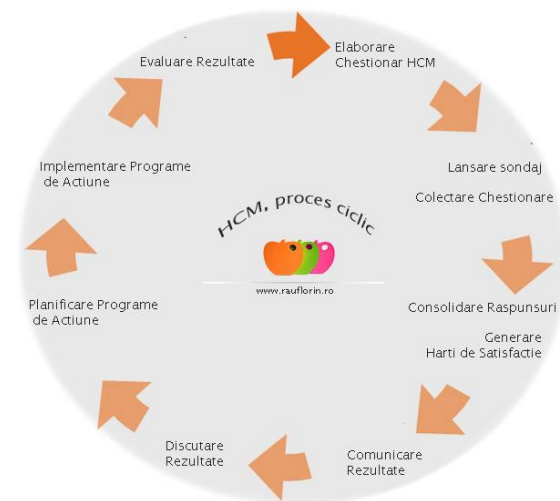 Elaborare
Chestionar HCM
Lansare sondaj
Colectare Chestionare
Consolidare Raspunsuri
Generare
Harti de Satisfactie
Comunicare
Rezultate
Discutare
Rezultate
Planificare Programe
de Actiune
Implementare Programe
de Actiune
Evaluare Rezultate
HCM, proces ciclic
www.rauflorin.ro